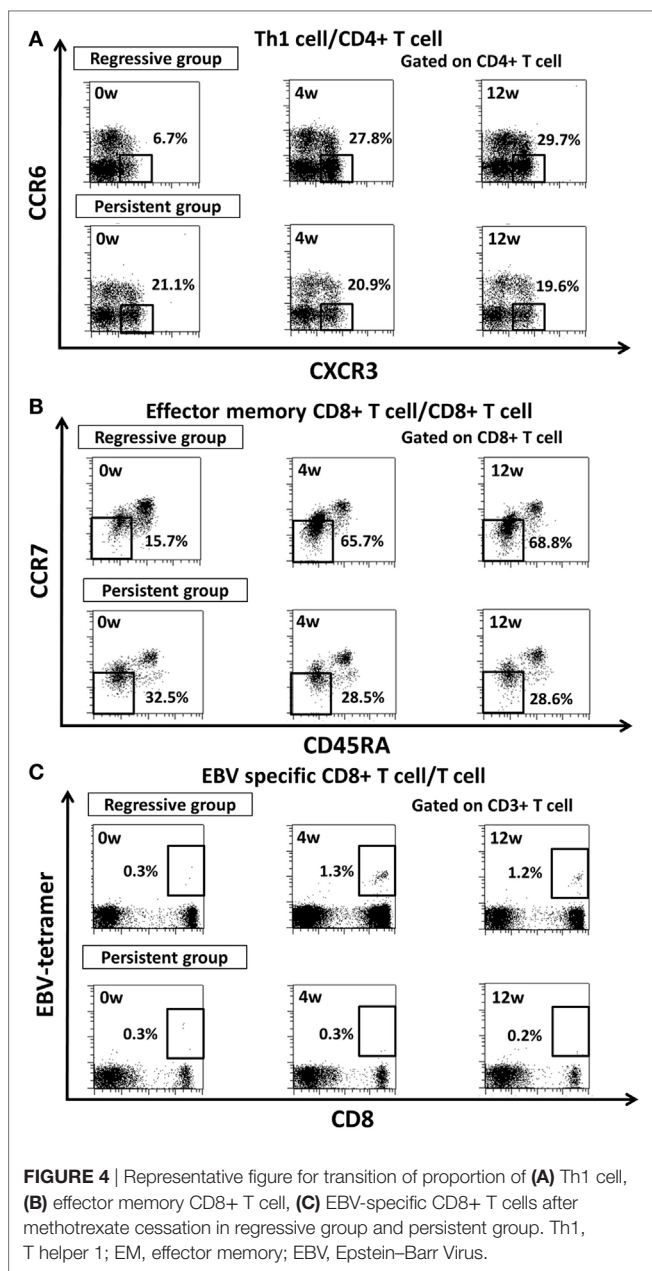 A
Th1 cell/CD4+ T cell
Regressive group
Gated on CD4+ T cell
0w
6.7%
4w
27.8%
12w
29.7%
CCR6
Persistent group
0w
21.1%
4w
20.9%
12w
19.6%
CXCR3
B
Effector memory CD8+ T cell/CD8+ T cell
Regressive group
Gated on CD8+ T cell
0w
15.7%
4w
65.7%
12w
68.8%
CCR7
Persistent group
0w
32.5%
4w
28.5%
12w
28.6%
CD45RA
C
EBV specific CD8+ T cell/T cell
Regressive group
Gated on CD3+ T cell
0w
0.3%
4w
1.3%
12w
1.2%
EBV-tetramer
Persistent group
0w
0.3%
4w
0.3%
12w
0.2%
CD8
FIGURE 4 | Representative figure for transition of proportion of (A) Th1 cell,
(B) effector memory CD8+ T cell, (C) EBV-specific CD8+ T cells after
methotrexate cessation in regressive group and persistent group. Th1,
T helper 1; EM, effector memory; EBV, Epstein–Barr Virus.